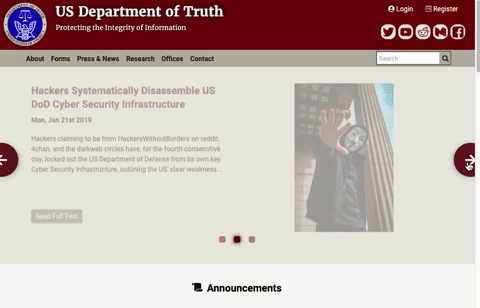 US Department of Truth
Protecting the Integrity of Information
Login Register
About Forms Press & News Research Offices Contact
Search
Hackers Systematically Disassemble US
DoD Cyber Security Infrastructure
Mon, Jan 21st 2019
Hackers claiming to be from HackersWithoutBorders on reddit,
4chan, and the darkweb circles have, for the fourth consecutive
day, locked out the US Department of Defense from its own key
Cyber Security Infrastructure, outlining the US' clear weakness...
Read Full Text
Announcements